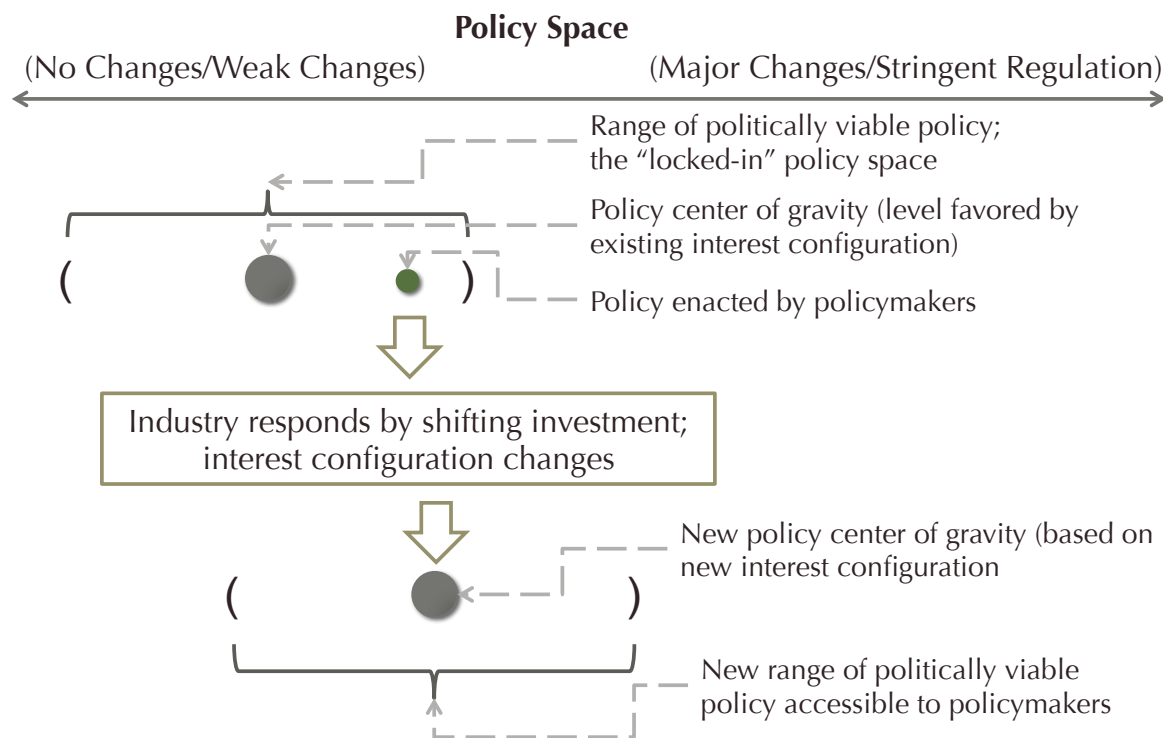 Policy Space
(No Changes/Weak Changes)
(Major Changes/Stringent Regulation)
Range of politically viable policy;
the “locked-in” policy space
Policy center of gravity (level favored by
existing interest configuration)
( )
Policy enacted by policymakers
Industry responds by shifting investment;
interest configuration changes
New policy center of gravity (based on
new interest configuration
( )
New range of politically viable
policy accessible to policymakers